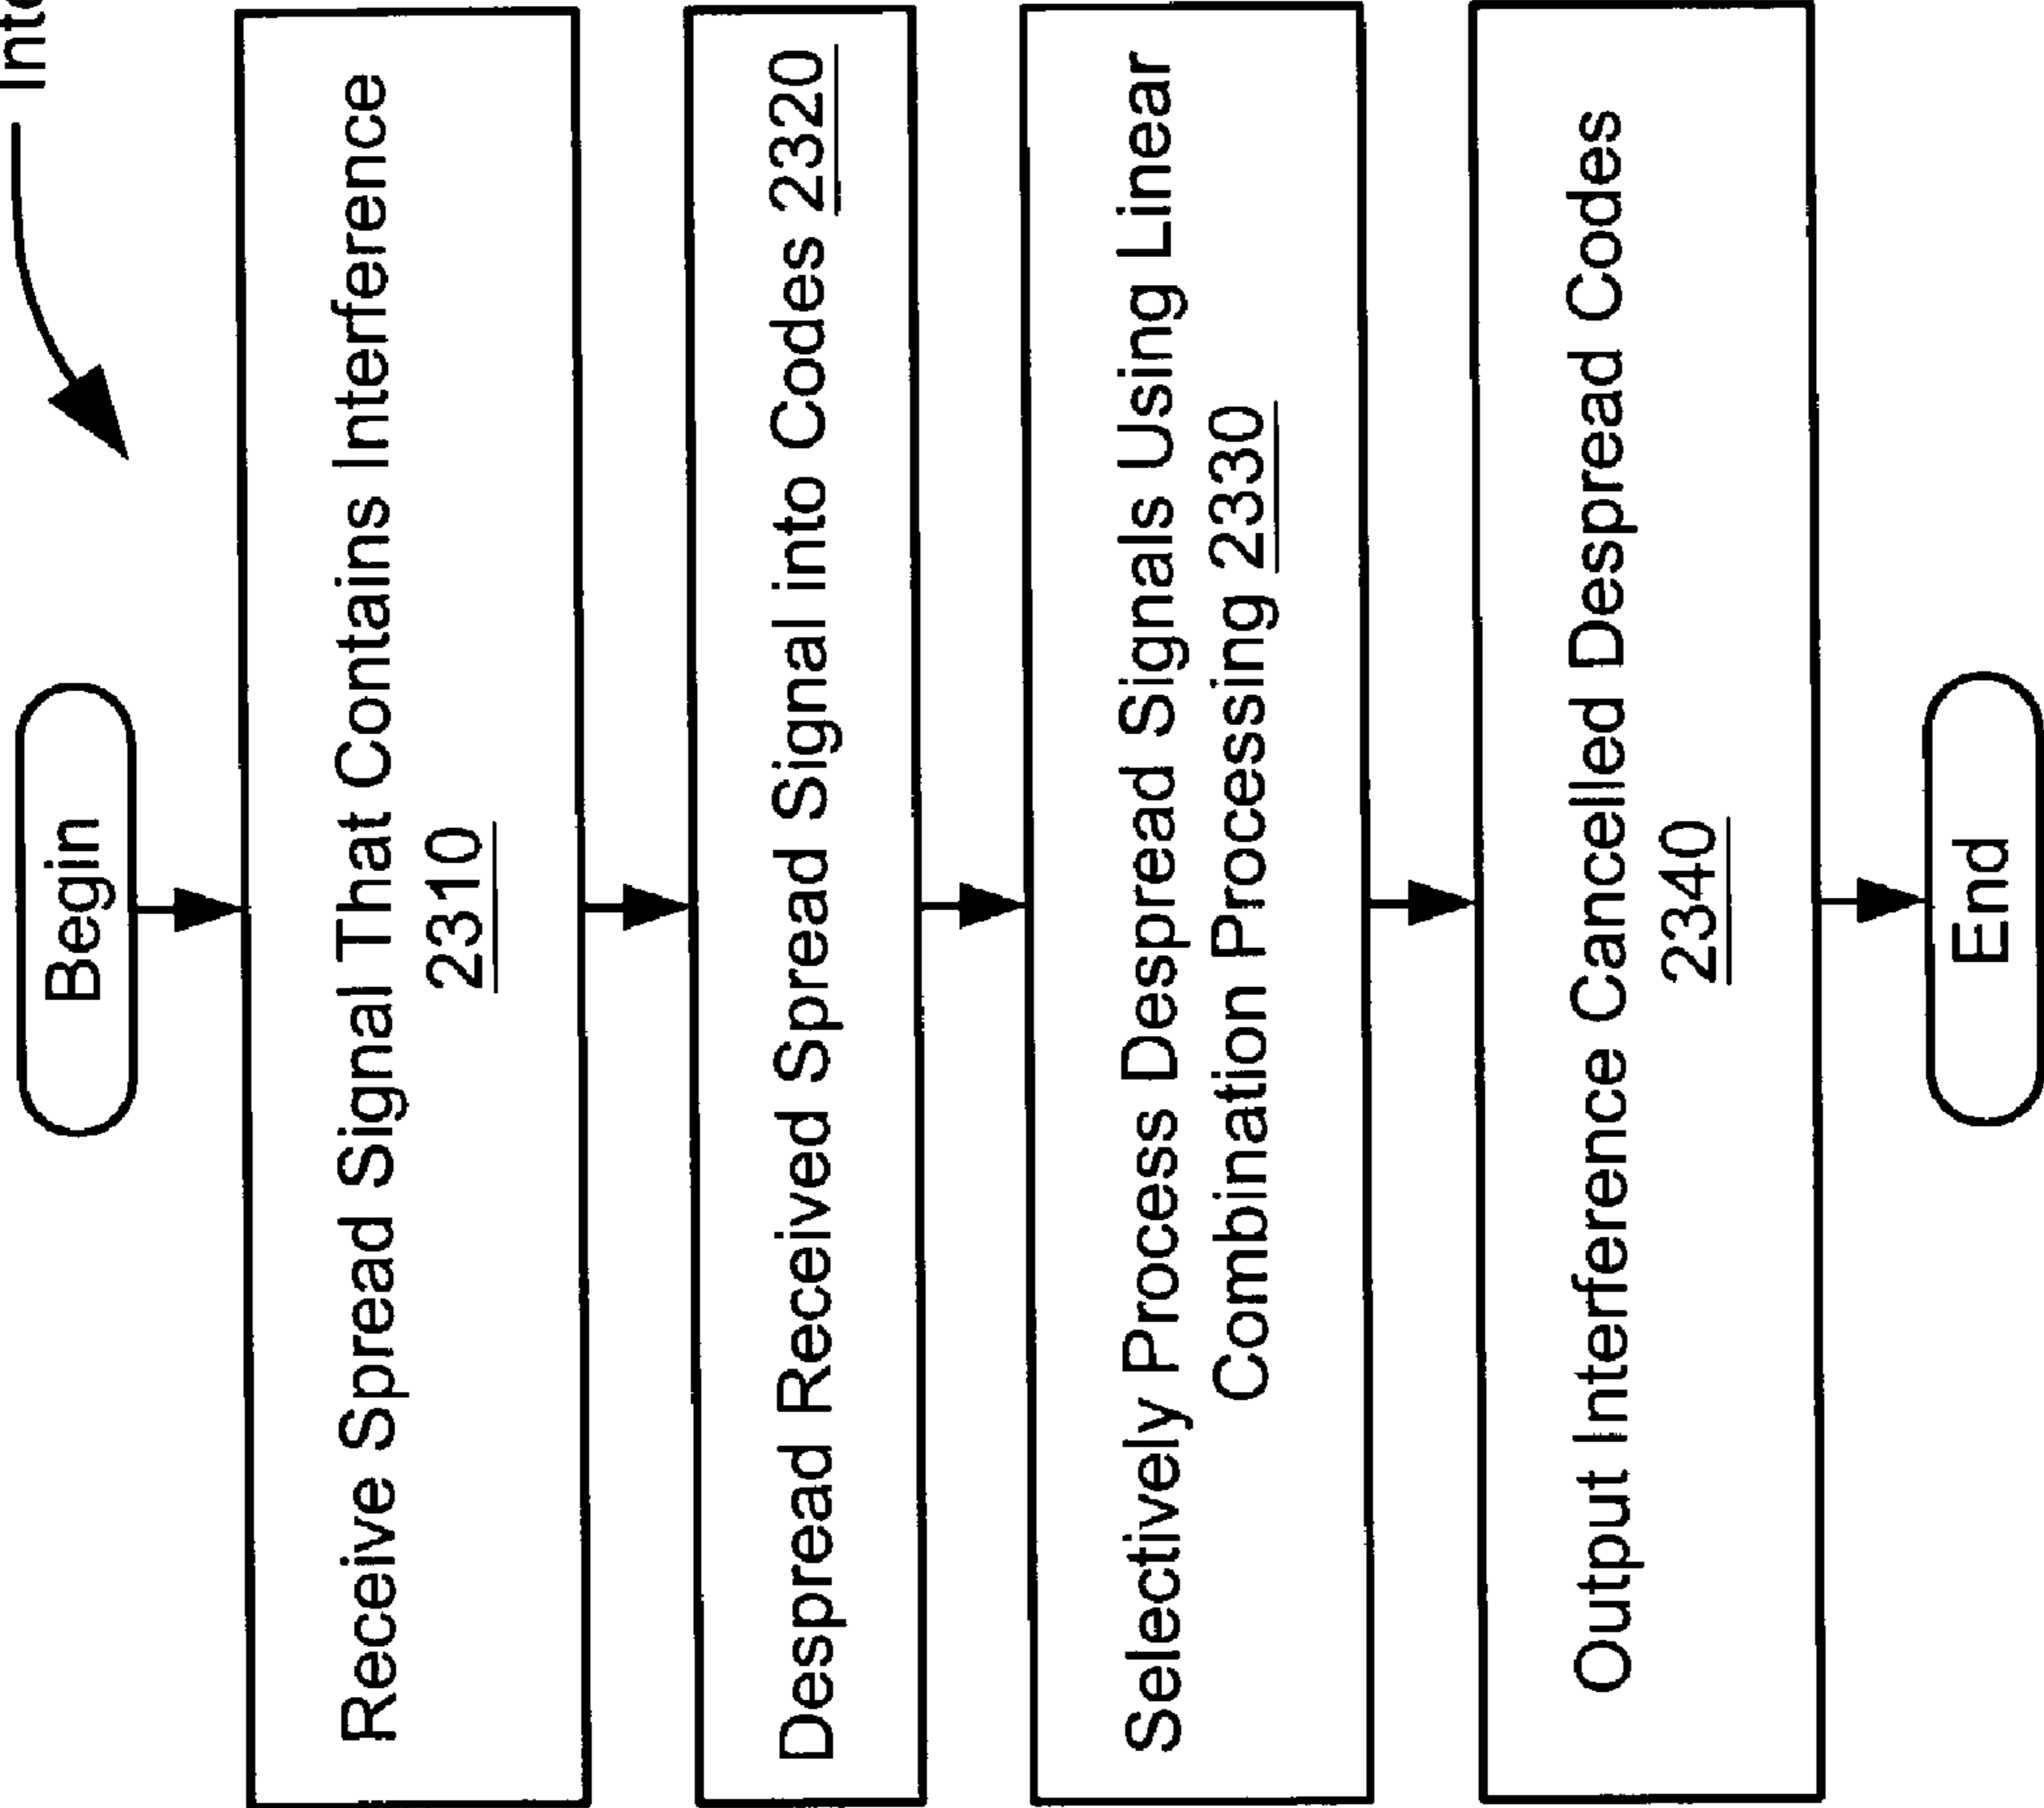 Begin
Receive Spread Signal That Contains Interference
2310
Despread Received Spread Signal into Codes 2320
Selectively Process Despread Signals Using Linear
Combination Processing 2330
Output Interference Cancelled Despread Codes
2340
End